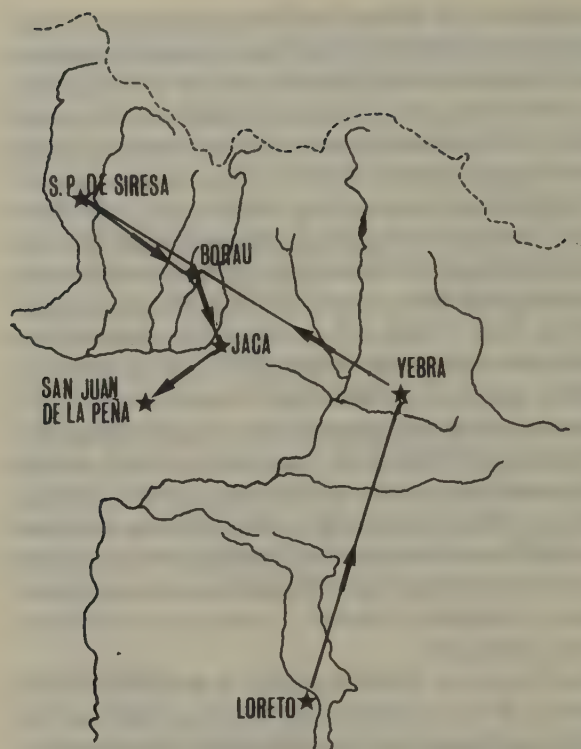 S. P. DE SIRESA
BORAU
JACA
YEBRA
SAN JUAN
DE LA PEÑA
LORETO